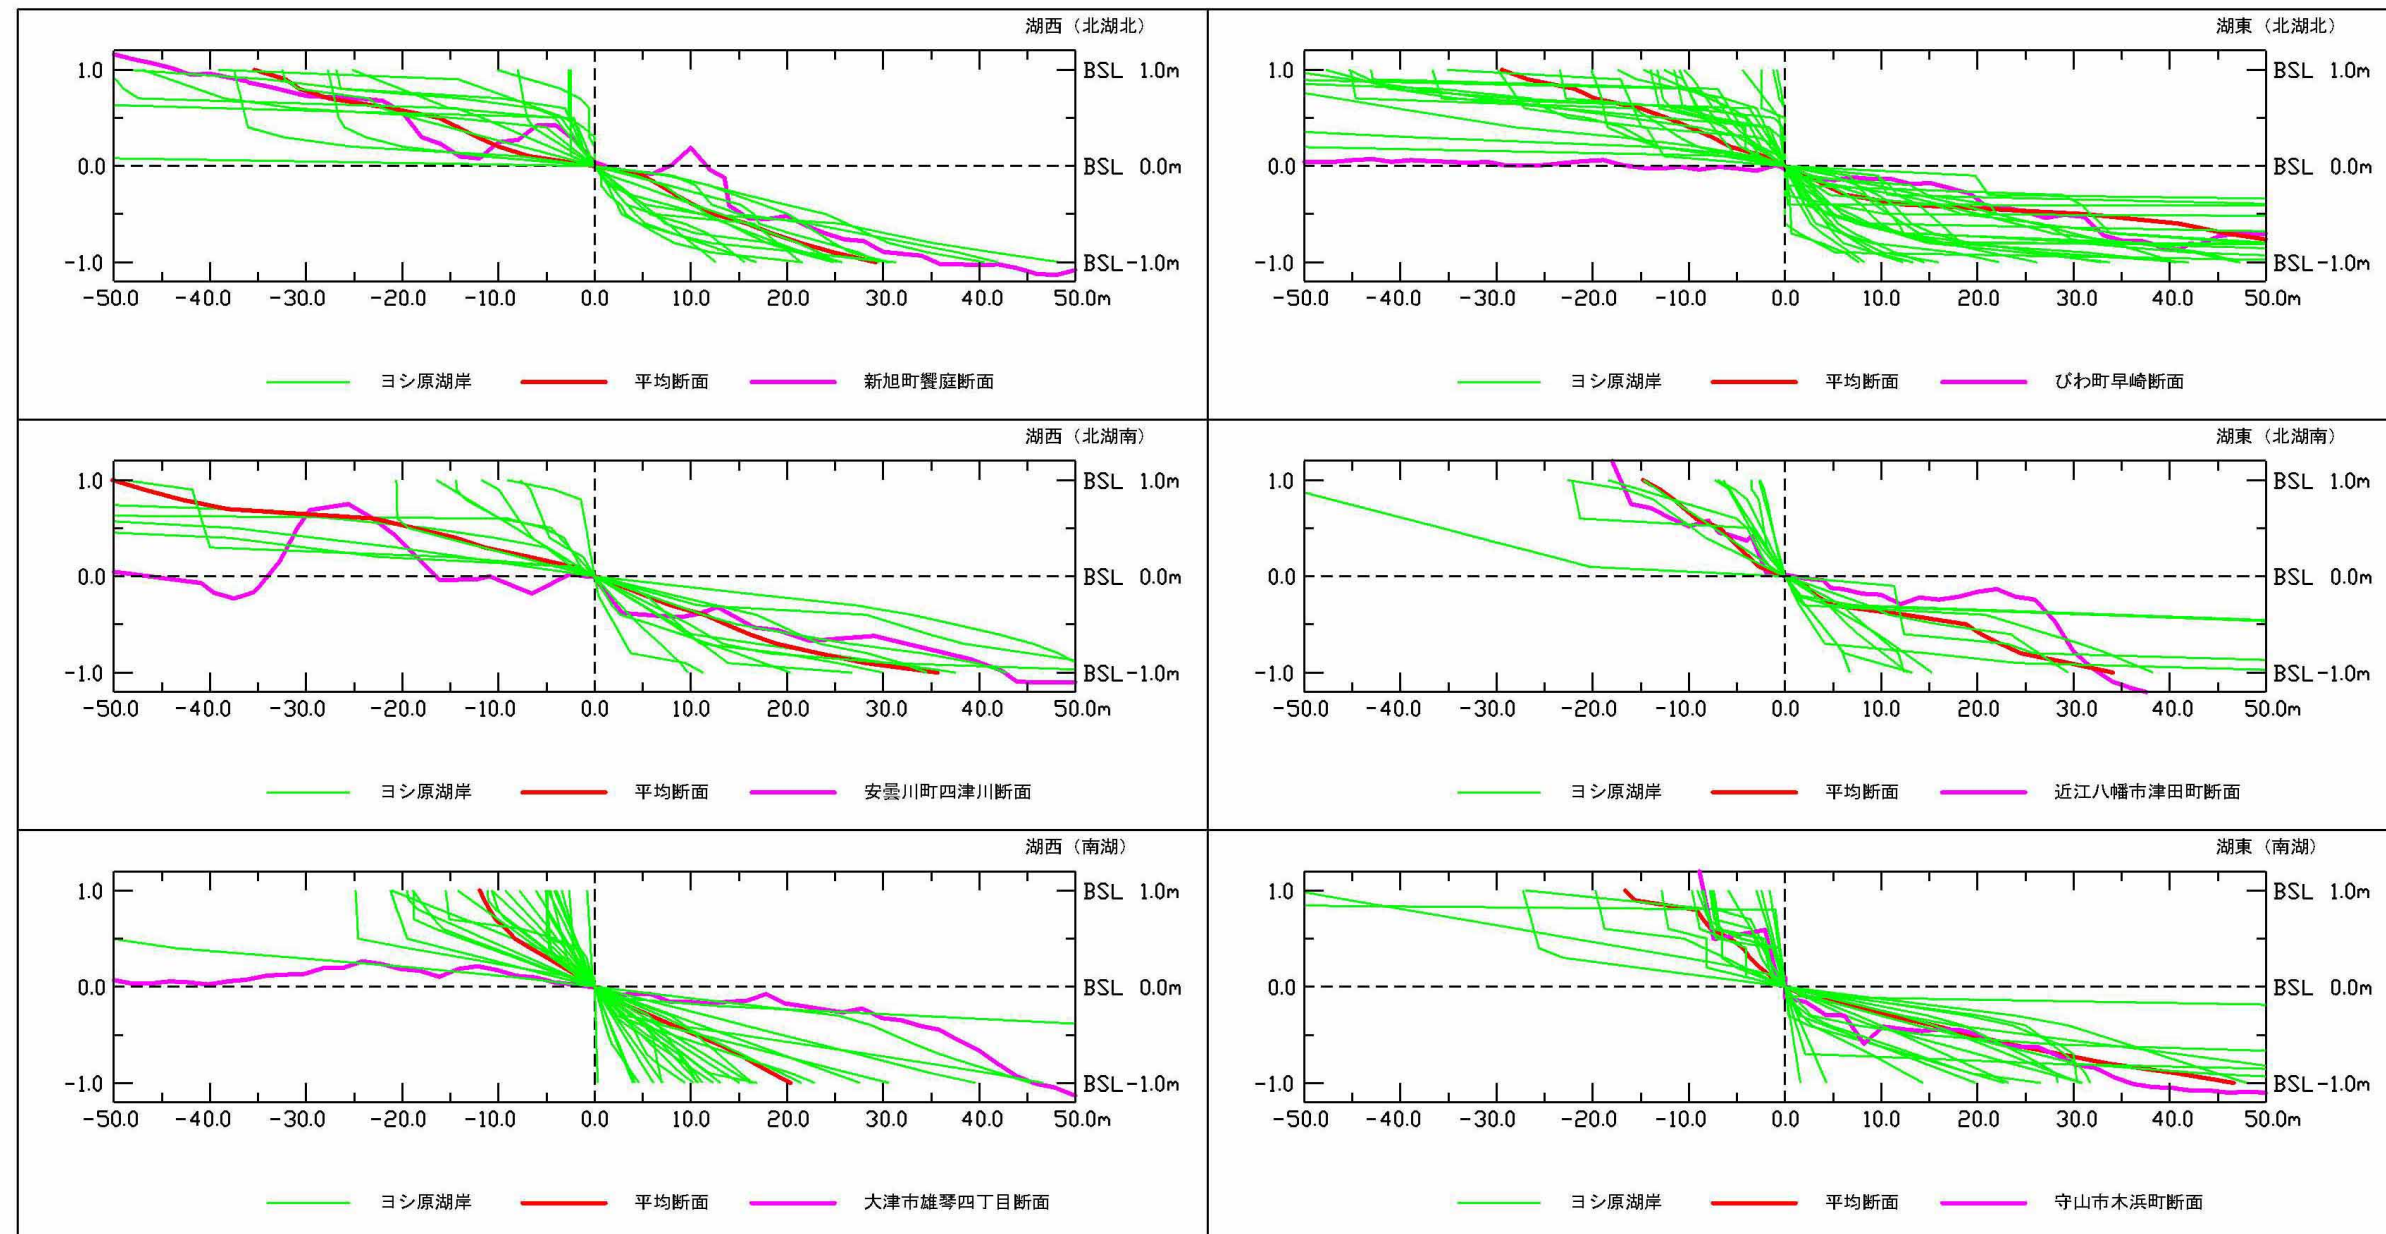 湖西（北湖北）
1.0 BSL 1.0m
0.0 BSL 0.0m
-1.0 BSL-1.0m
-50.0 -40.0 -30.0 -20.0 -10.0 0.0 10.0 20.0 30.0 40.0 50.0m
ヨシ原湖岸 平均断面 新旭町饗庭断面
湖東（北湖北）
1.0 BSL 1.0m
0.0 BSL 0.0m
-1.0 BSL-1.0m
-50.0 -40.0 -30.0 -20.0 -10.0 0.0 10.0 20.0 30.0 40.0 50.0m
ヨシ原湖岸 平均断面 びわ町早崎断面
湖西（北湖南）
1.0 BSL 1.0m
0.0 BSL 0.0m
-1.0 BSL-1.0m
-50.0 -40.0 -30.0 -20.0 -10.0 0.0 10.0 20.0 30.0 40.0 50.0m
ヨシ原湖岸 平均断面 安曇川町四津川断面
湖東（北湖南）
1.0 BSL 1.0m
0.0 BSL 0.0m
-1.0 BSL-1.0m
-50.0 -40.0 -30.0 -20.0 -10.0 0.0 10.0 20.0 30.0 40.0 50.0m
ヨシ原湖岸 平均断面 近江八幡市津田町断面
湖西（南湖）
1.0 BSL 1.0m
0.0 BSL 0.0m
-1.0 BSL-1.0m
-50.0 -40.0 -30.0 -20.0 -10.0 0.0 10.0 20.0 30.0 40.0 50.0m
ヨシ原湖岸 平均断面 大津市雄琴四丁目断面
湖東（南湖）
1.0 BSL 1.0m
0.0 BSL 0.0m
-1.0 BSL-1.0m
-50.0 -40.0 -30.0 -20.0 -10.0 0.0 10.0 20.0 30.0 40.0 50.0m
ヨシ原湖岸 平均断面 守山市木浜町断面